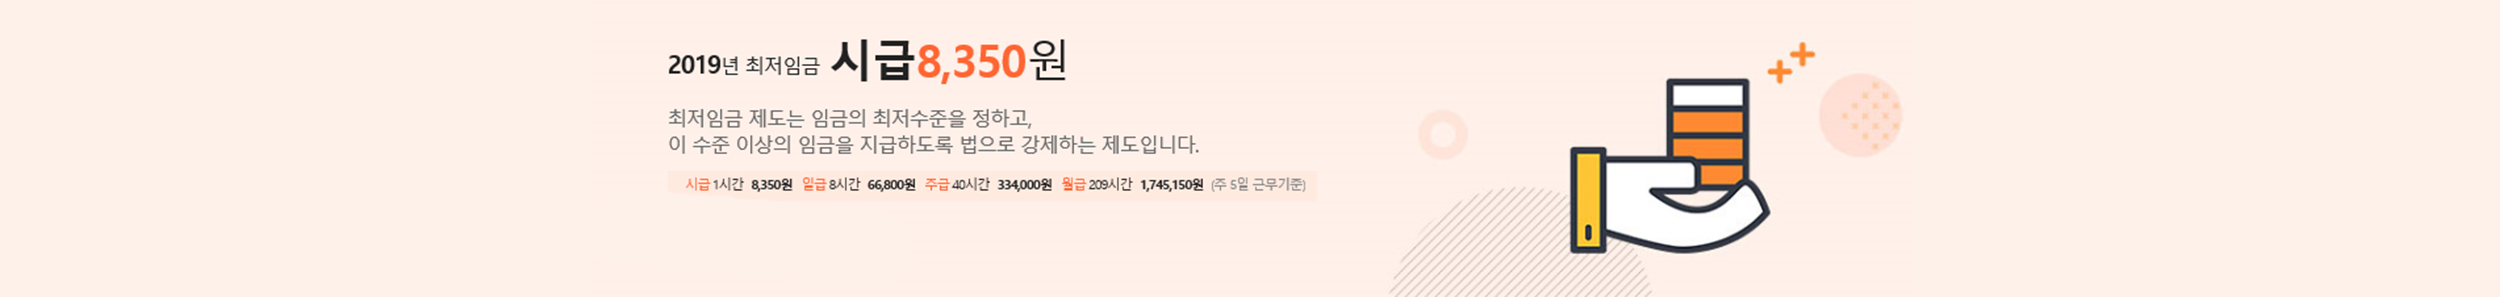 2019년 최저임금 시급8,350원
최저임금 제도는 임금의 최저수준을 정하고,
이 수준 이상의 임금을 지급하도록 법으로 강제하는 제도입니다.
시급 1시간 8,350원 일급 8시간 66,800원 주급 40시간 334,000원 월급 209시간 1,745,150원 (주 5일 근무기준)